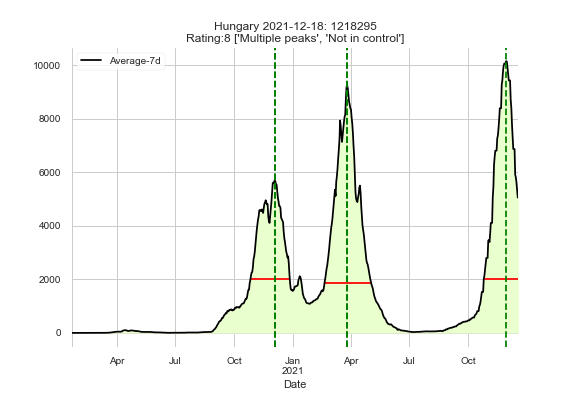 Hungary 2021-12-18: 1218295
Rating:8 ['Multiple peaks', 'Not in control']
Average-7d
10000
8000
6000
4000
2000
0
Apr Jul Oct Jan Apr Jul Oct
2021
Date